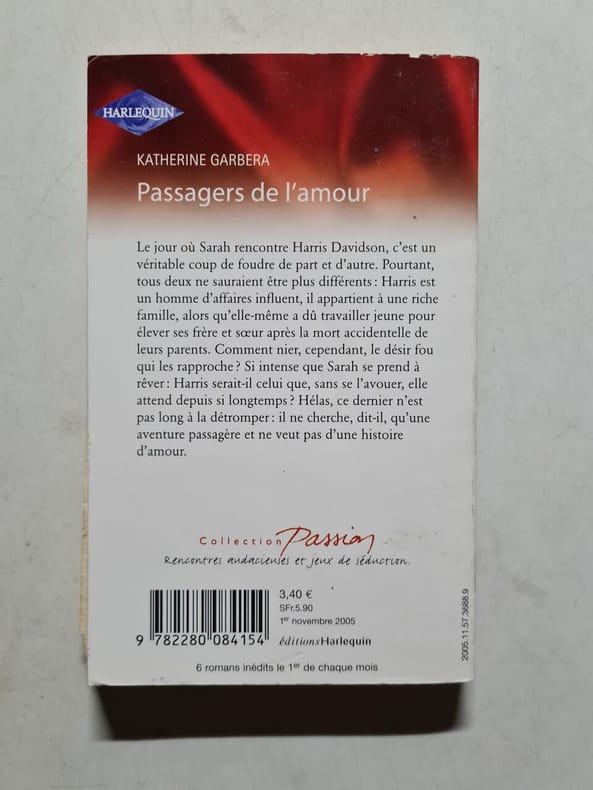 HARLEQUIN
KATHERINE GARBERA
Passagers de l'amour
Le jour où Sarah rencontre Harris Davidson, c'est un
véritable coup de foudre de part et d'autre. Pourtant,
tous deux ne sauraient être plus différents : Harris est
un homme d'affaires influent, il appartient à une riche
famille, alors qu'elle-même a dû travailler jeune pour
élever ses frère et sœur après la mort accidentelle de
leurs parents. Comment nier, cependant, le désir fou
qui les rapproche ? Si intense que Sarah se prend à
rêver : Harris serait-il celui que, sans se l'avouer, elle
attend depuis si longtemps ? Hélas, ce dernier n'est
pas long à la détromper : il ne cherche, dit-il, qu'une
aventure passagère et ne veut pas d'une histoire
d'amour.
Collection Passion
Rencontres audacieuses et jeux de séduction.
3,40 €
SFr.5.90
1er novembre 2005
9 782280 084154
éditionsHarlequin
6 romans inédits le 1er de chaque mois
2005.11.57.3688.9